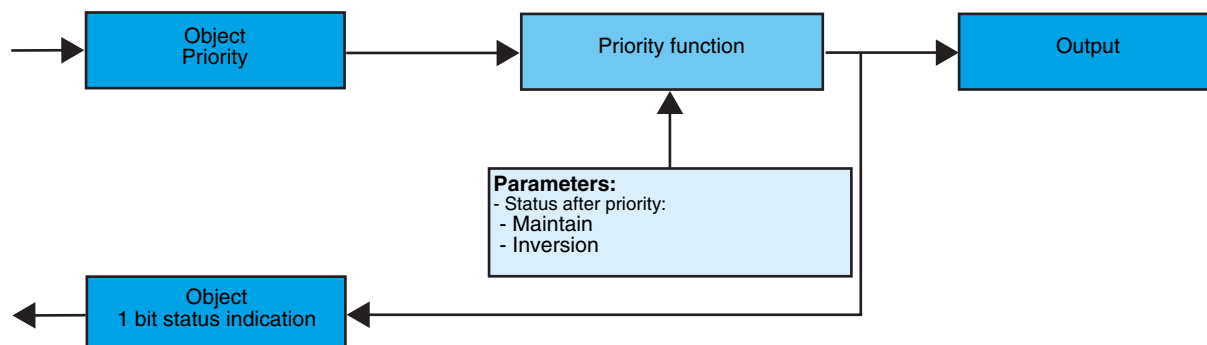 Object
Priority
Priority function
Output
Parameters:
- Status after priority:
- Maintain
- Inversion
Object
1 bit status indication